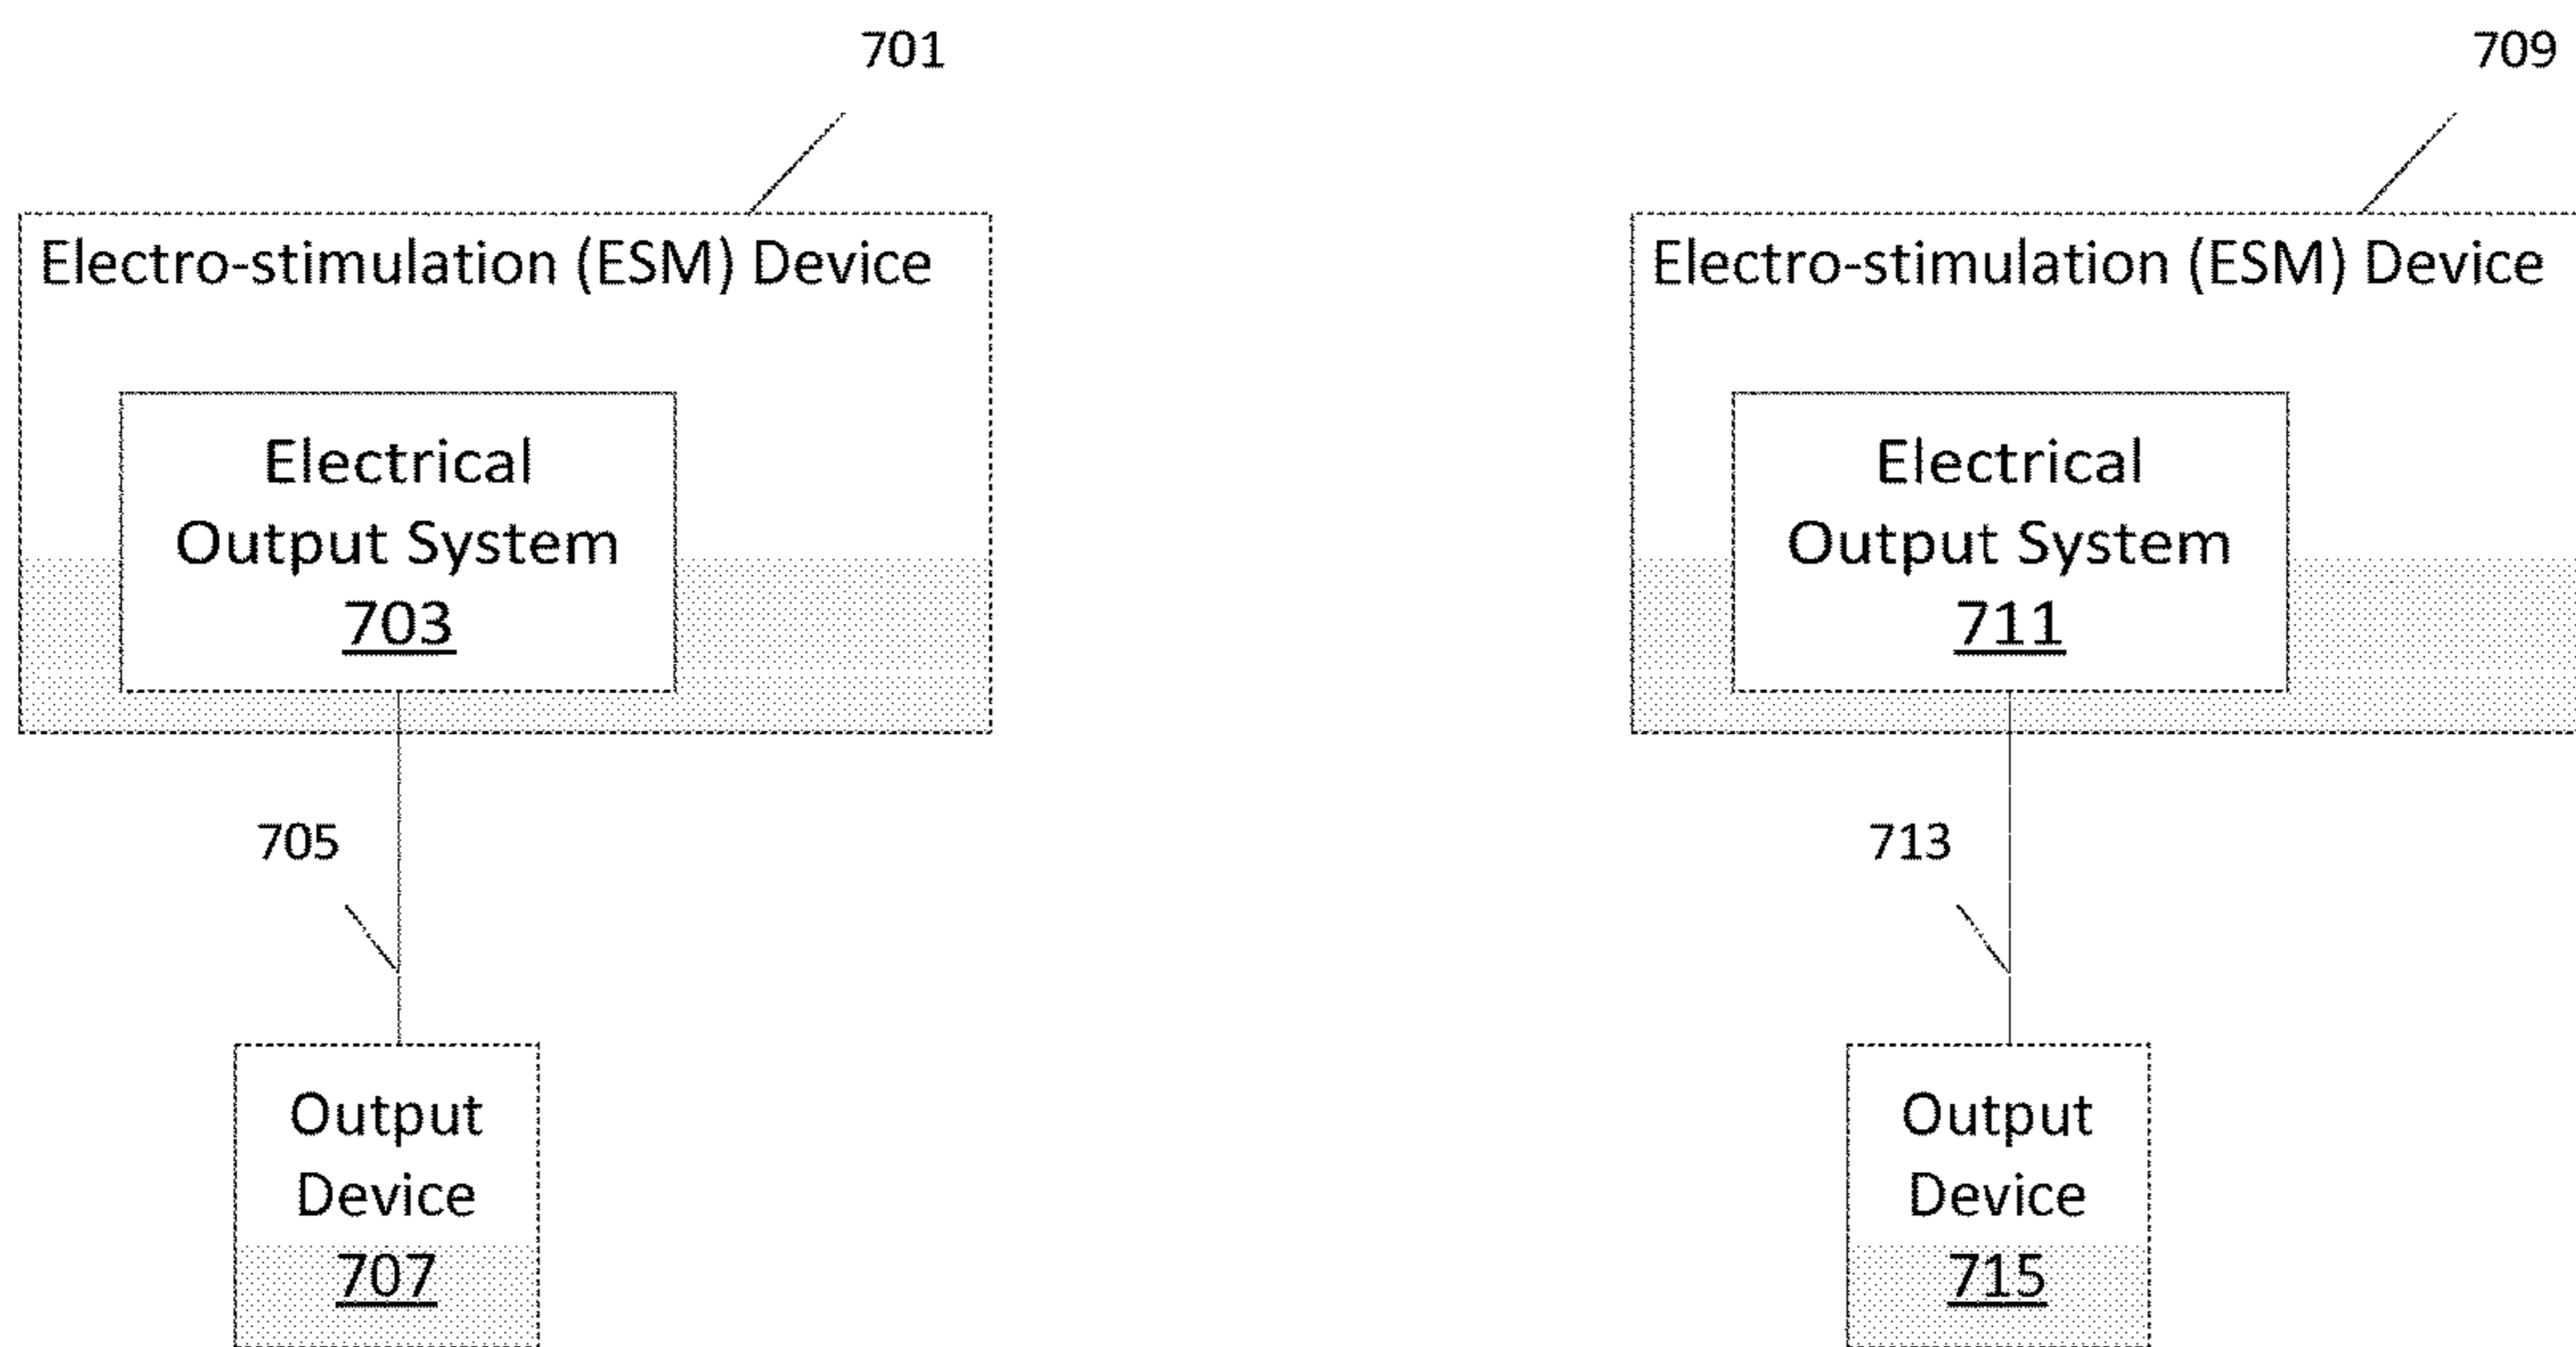 701
Electro-stimulation (ESM) Device
Electrical
Output System
703
705
Output
Device
707
709
Electro-stimulation (ESM) Device
Electrical
Output System
711
713
Output
Device
715